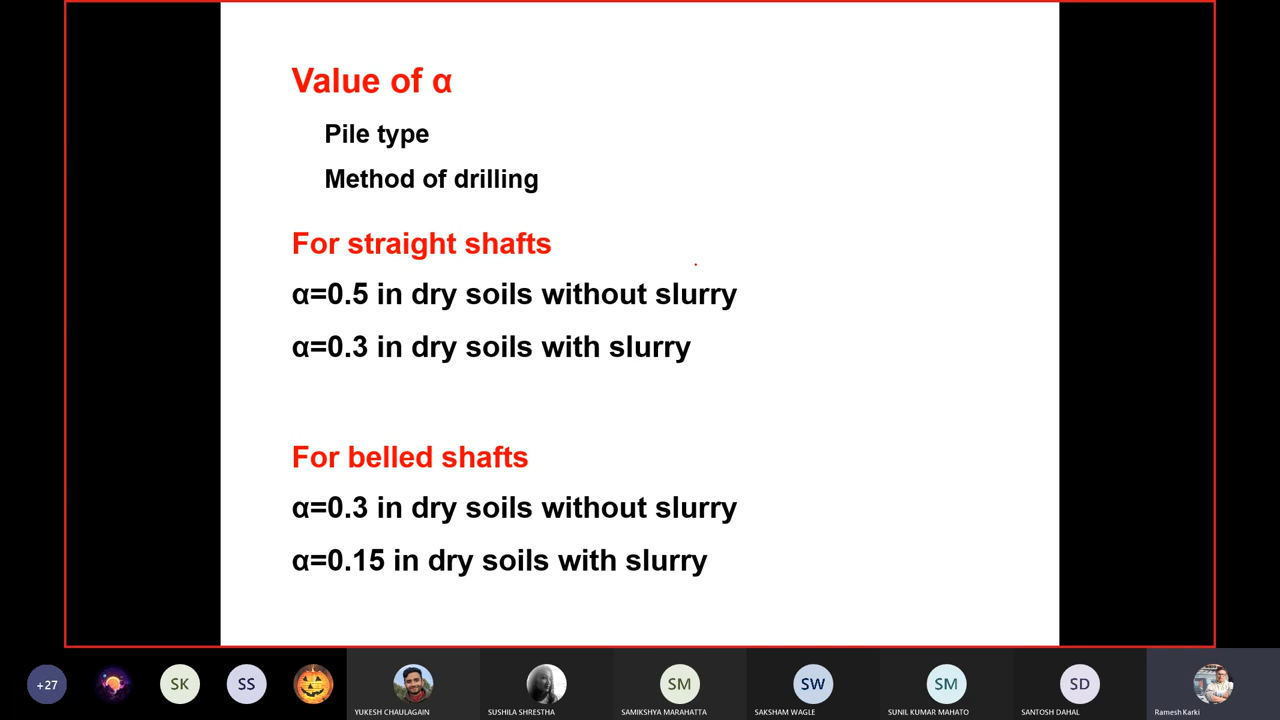 Value of α
Pile type
Method of drilling
For straight shafts
α=0.5 in dry soils without slurry
α=0.3 in dry soils with slurry
For belled shafts
α=0.3 in dry soils without slurry
α=0.15 in dry soils with slurry
+27
SK
SS
YUKESH CHAULAGAIN
SUSHILA SHRESTHA
SM
SAMIKSHYA MARAHATTA
SW
SAKSHAM WAGLE
SM
SUNIL KUMAR MAHATO
SD
SANTOSH DAHAL
Ramesh Karki